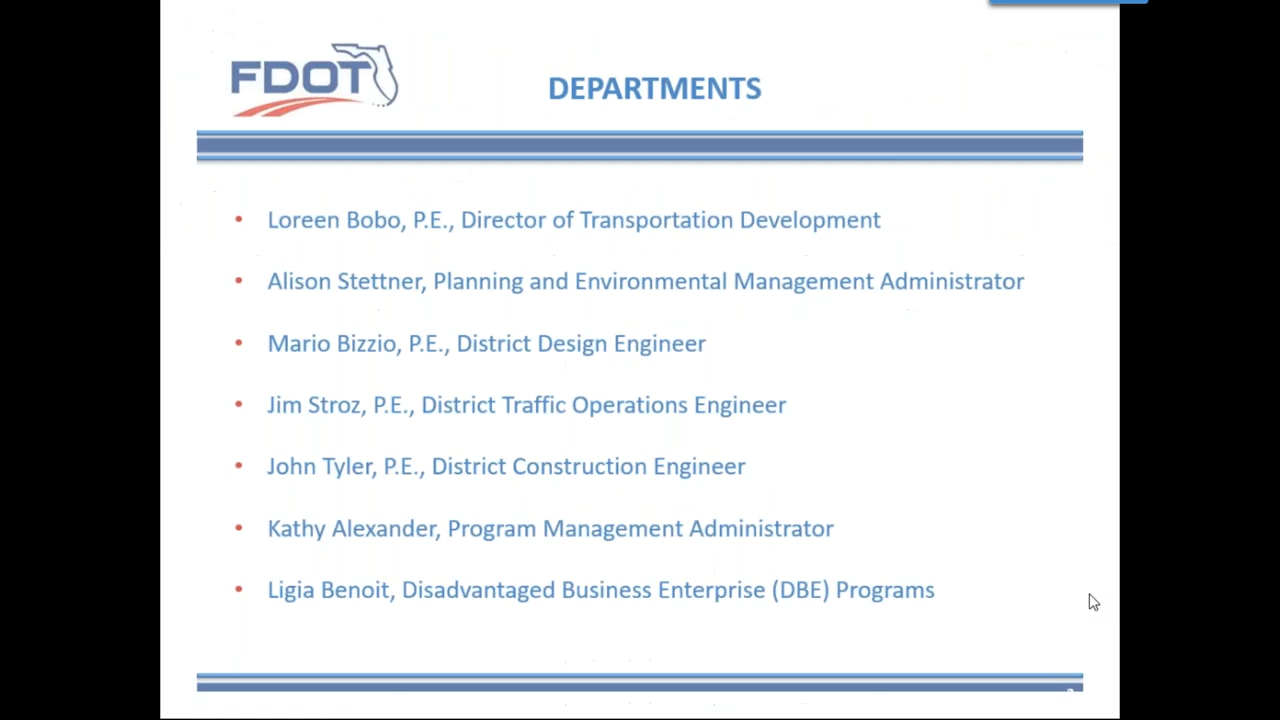 FDOT
DEPARTMENTS
• Loreen Bobo, P.E., Director of Transportation Development
• Alison Stettner, Planning and Environmental Management Administrator
• Mario Bizzio, P.E., District Design Engineer
• Jim Stroz, P.E., District Traffic Operations Engineer
• John Tyler, P.E., District Construction Engineer
• Kathy Alexander, Program Management Administrator
• Ligia Benoit, Disadvantaged Business Enterprise (DBE) Programs